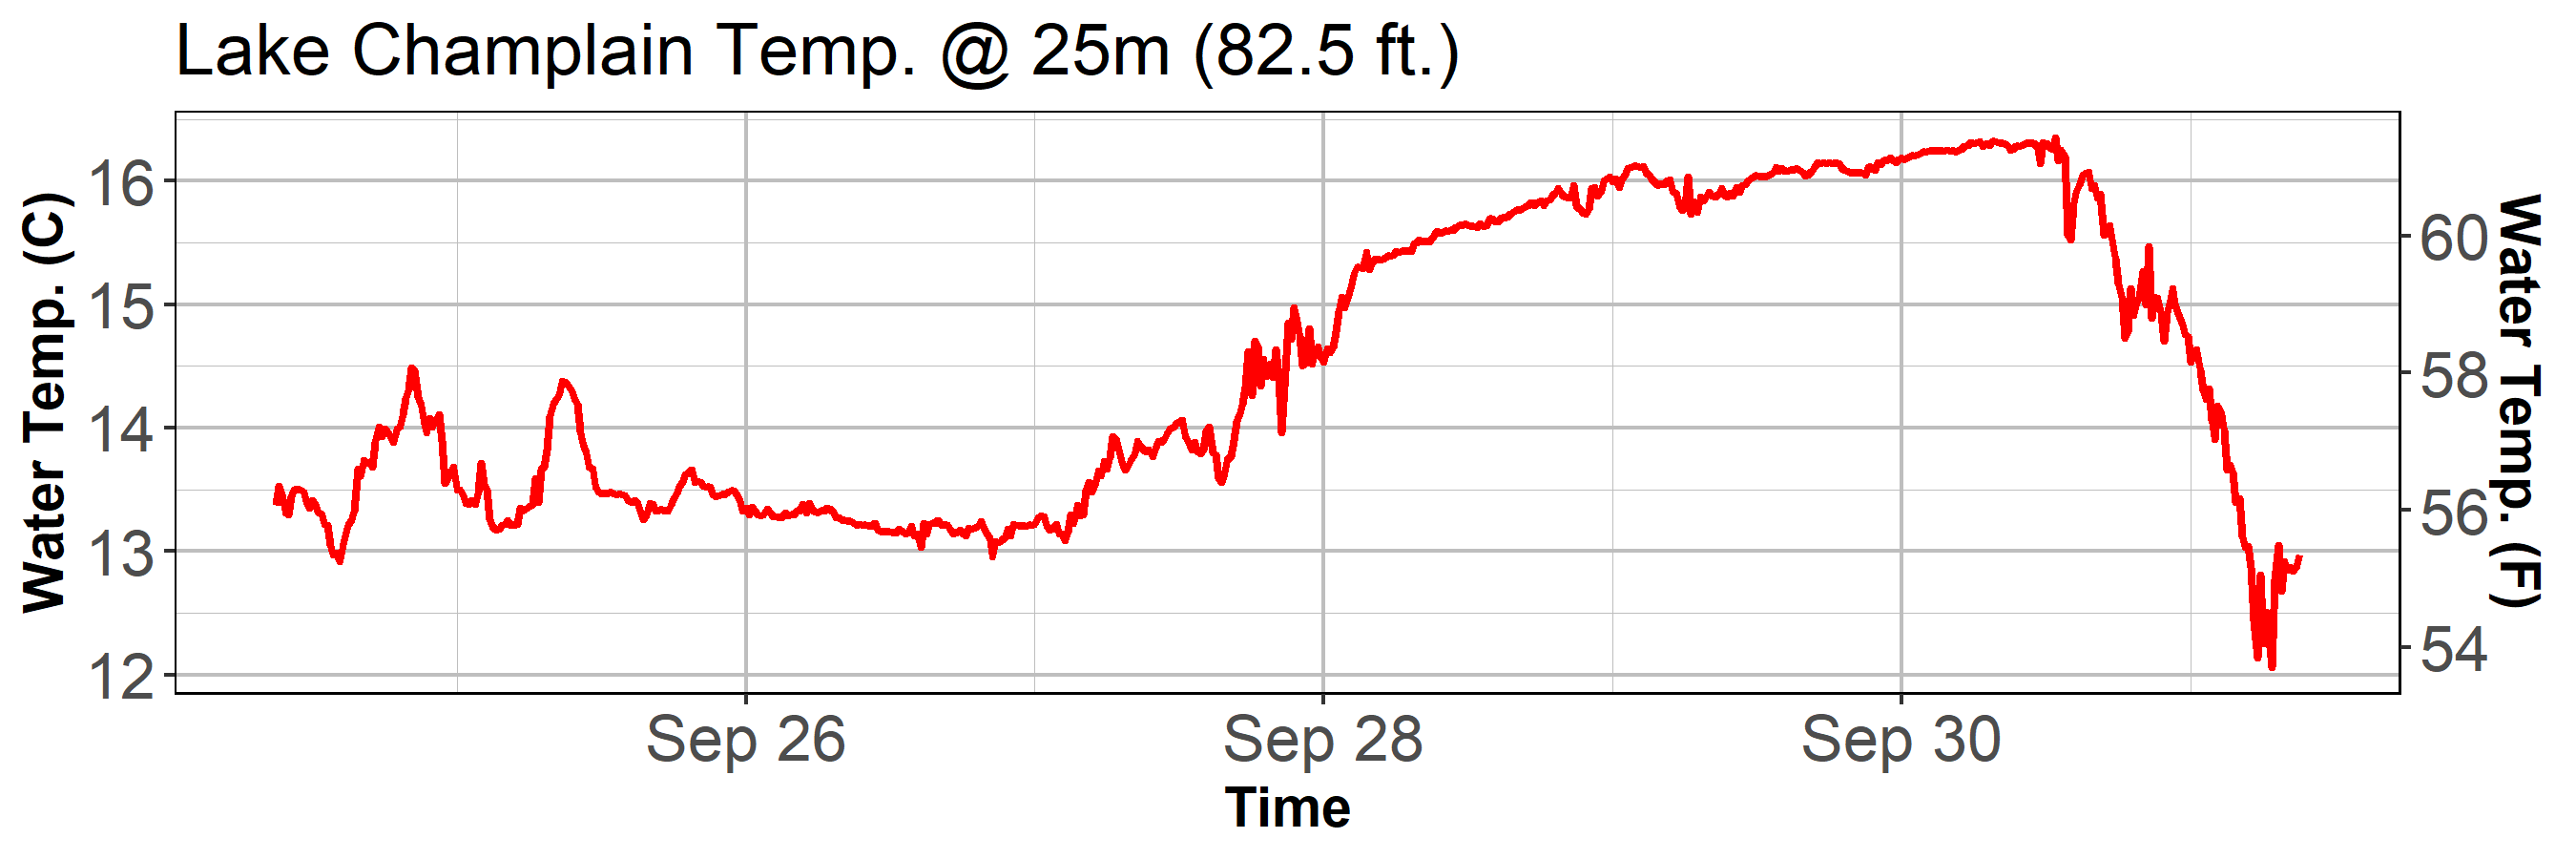 Lake Champlain Temp. @ 25m (82.5 ft.)
Water Temp. (C)
16
15
14
13
12
60
58
56
54
Water Temp. (F)
Sep 26
Sep 28
Sep 30
Time